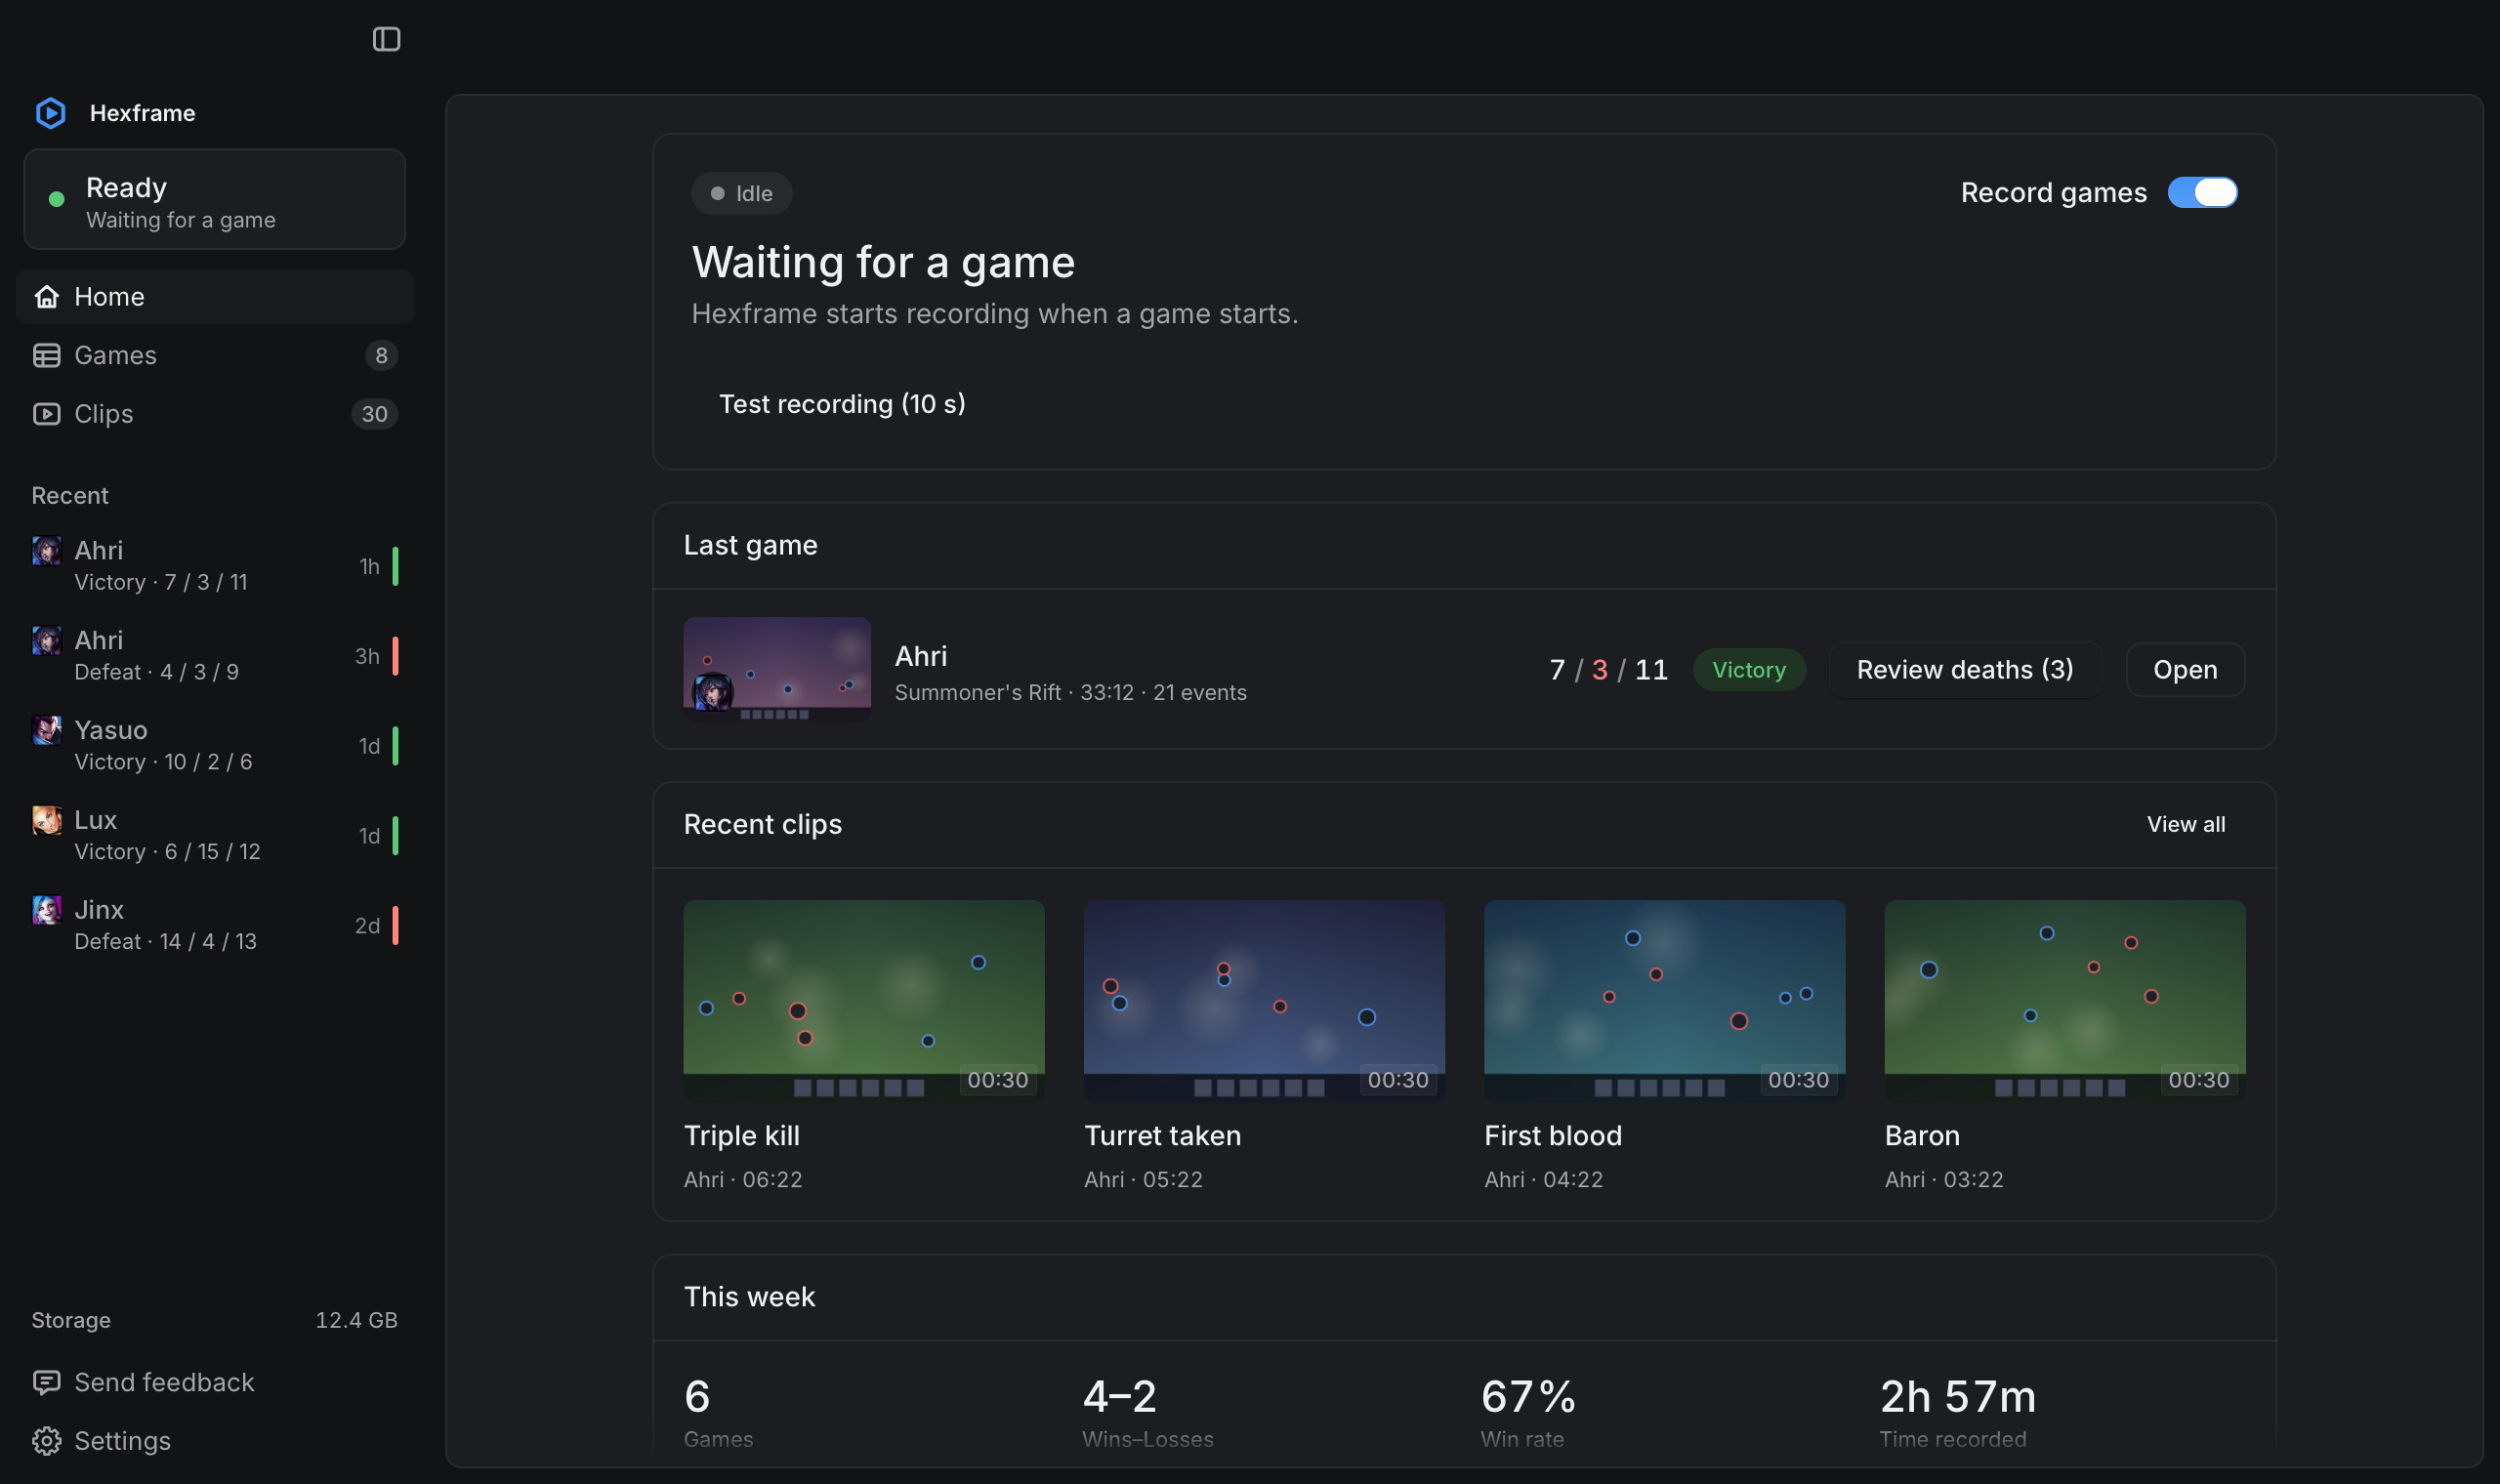 Hexframe
Ready
Waiting for a game
Home
Games 8
Clips 30
Recent
Ahri
Victory · 7 / 3 / 11
1h
Ahri
Defeat · 4 / 3 / 9
3h
Yasuo
Victory · 10 / 2 / 6
1d
Lux
Victory · 6 / 15 / 12
1d
Jinx
Defeat · 14 / 4 / 13
2d
Storage 12.4 GB
Send feedback
Settings
Idle
Record games
Waiting for a game
Hexframe starts recording when a game starts.
Test recording (10 s)
Last game
Ahri
Summoner's Rift · 33:12 · 21 events
7 / 3 / 11 Victory Review deaths (3) Open
Recent clips View all
00:30
Triple kill
Ahri · 06:22
00:30
Turret taken
Ahri · 05:22
00:30
First blood
Ahri · 04:22
00:30
Baron
Ahri · 03:22
This week
6
Games
4–2
Wins–Losses
67%
Win rate
2h 57m
Time recorded